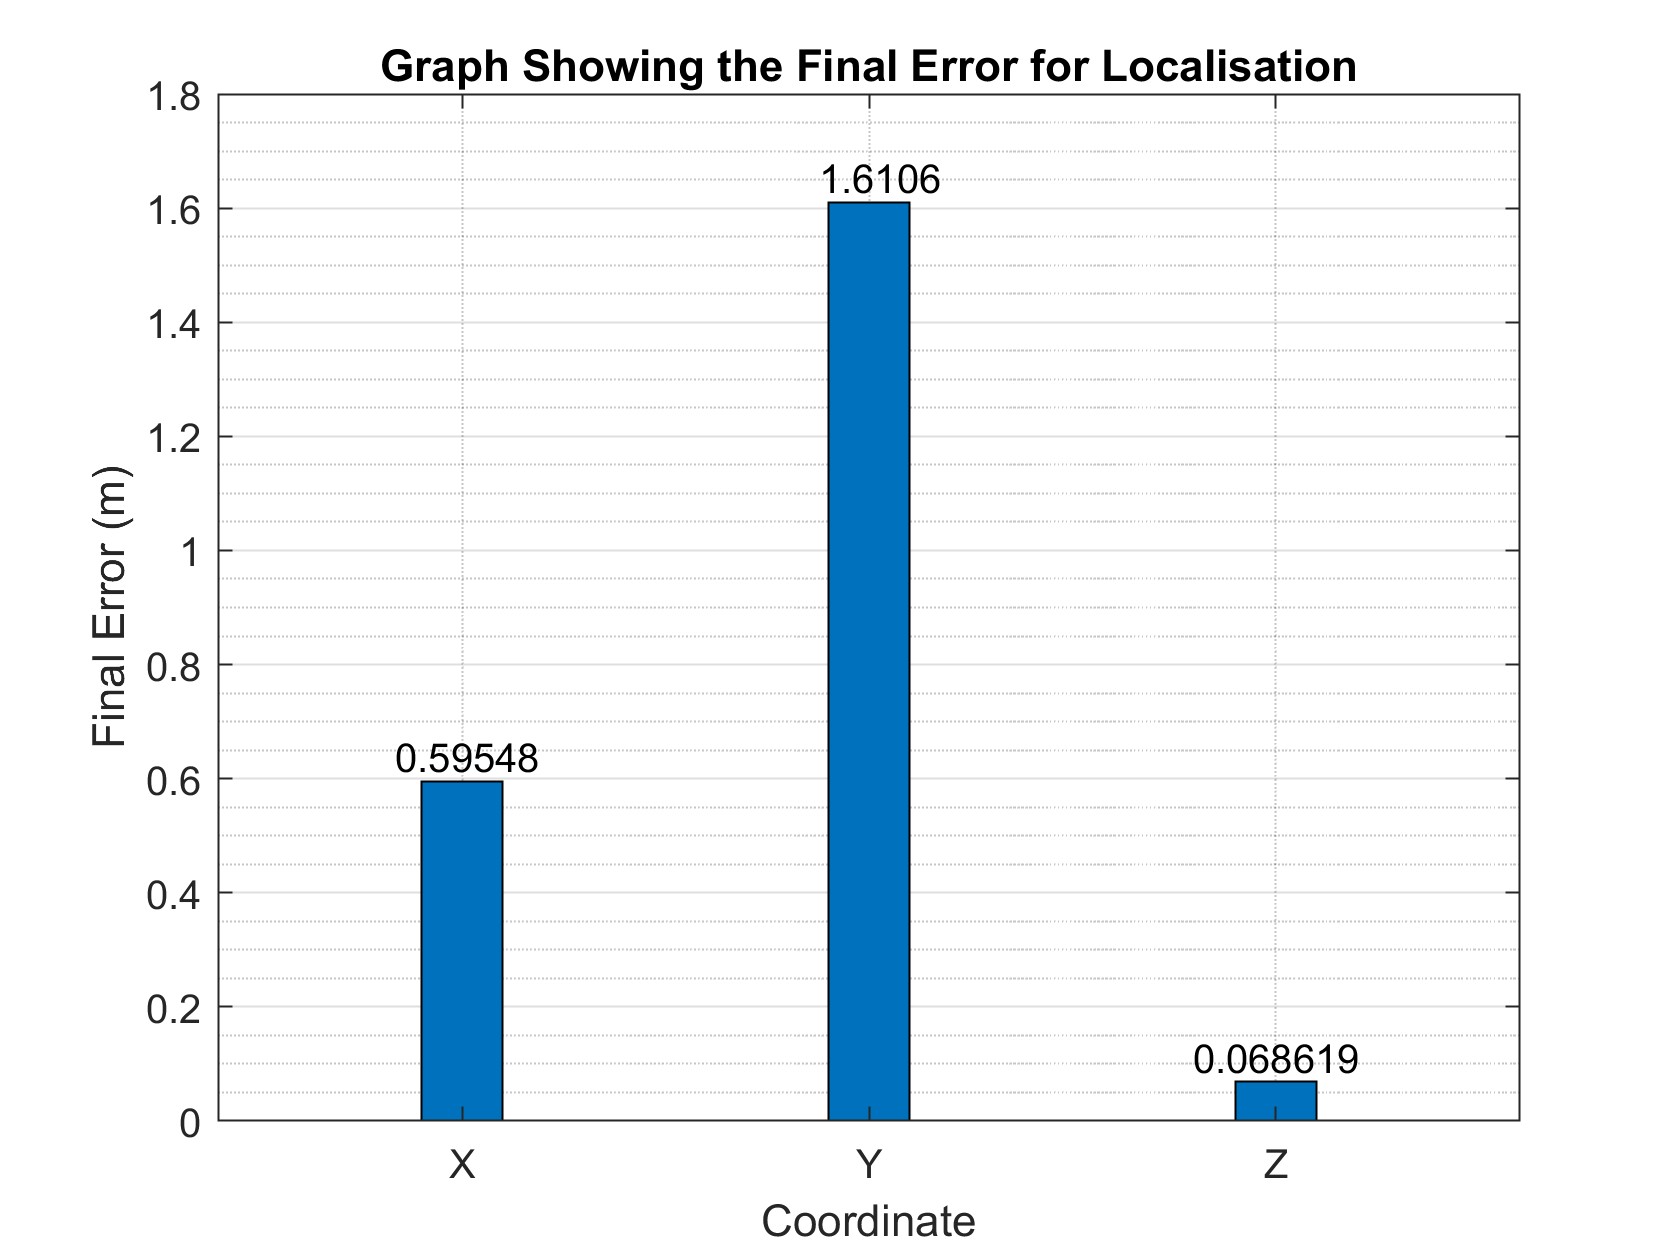 Graph Showing the Final Error for Localisation
1.8
1.6
1.4
1.2
1
0.8
0.6
0.4
0.2
0
Final Error (m)
0.59548
1.6106
0.068619
X
Y
Z
Coordinate